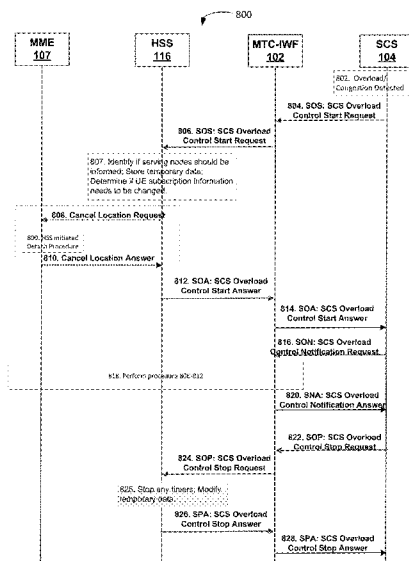 800
MME
107
HSS
116
MTC-IWF
102
SCS
104
802. Overload/
Congestion Detected
804. SOS: SCS Overload
Control Start Request
806. SOS: SCS Overload
Control Start Request
807. Identify if serving nodes should be
informed; Store temporary data;
Determine if UE subscription information
needs to be changed.
808. Cancel Location Request
809. HSS initiated
Detach Procedure
810. Cancel Location Answer
812. SOA: SCS Overload
Control Start Answer
814. SOA: SCS Overload
Control Start Answer
816. SON: SCS Overload
Control Notification Request
818. Perform procedure 806-812
820. SNA: SCS Overload
Control Notification Answer
822. SOP: SCS Overload
Control Stop Request
824. SOP: SCS Overload
Control Stop Request
825. Stop any timers; Modify
temporary data.
826. SPA: SCS Overload
Control Stop Answer
828. SPA: SCS Overload
Control Stop Answer